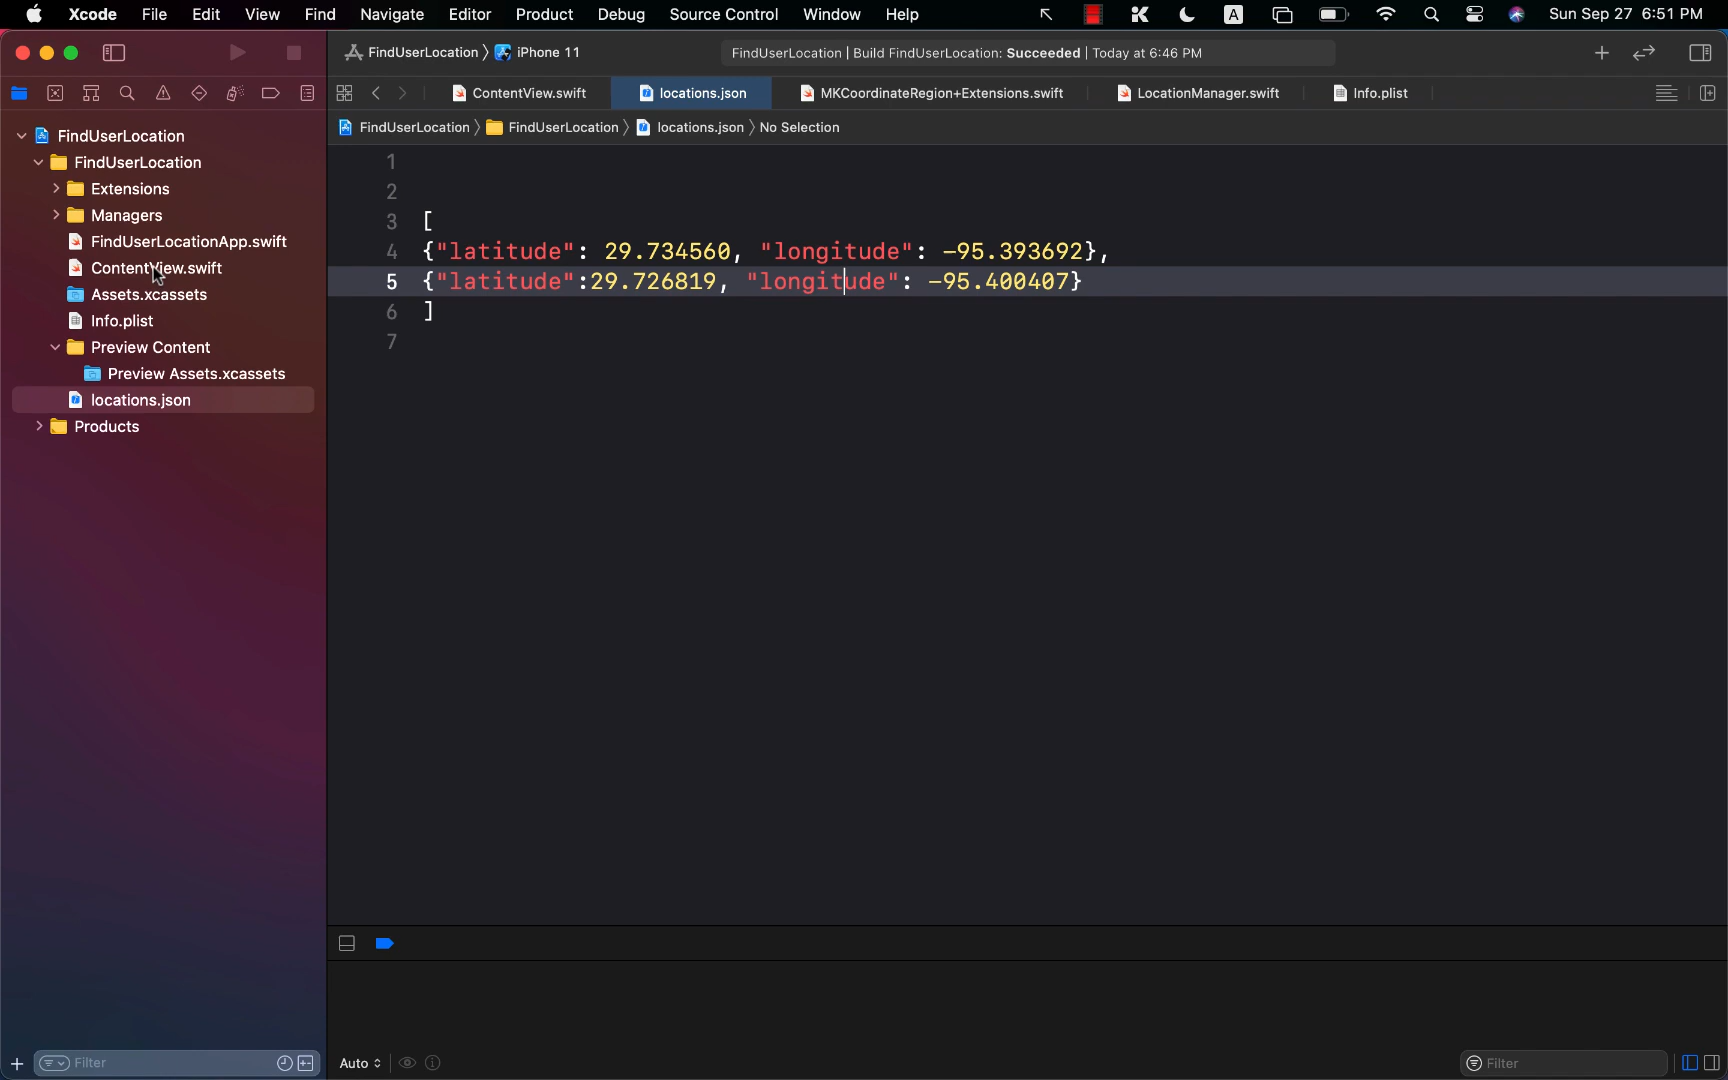 Xcode File Edit View Find Navigate Editor Product Debug Source Control Window Help A Sun Sep 27 6:51 PM
FindUserLocation iPhone 11 FindUserLocation | Build FindUserLocation: Succeeded | Today at 6:46 PM
ContentView.swift locations.json MKCoordinateRegion+Extensions.swift LocationManager.swift Info.plist
FindUserLocation FindUserLocation locations.json No Selection
FindUserLocation
FindUserLocation
Extensions
Managers
FindUserLocationApp.swift
ContentView.swift
Assets.xcassets
Info.plist
Preview Content
Preview Assets.xcassets
locations.json
Products
1
2
3 [
4 {"latitude": 29.734560, "longitude": -95.393692},
5 {"latitude":29.726819, "longitude": -95.400407}
6 ]
7
Filter
Auto
Filter